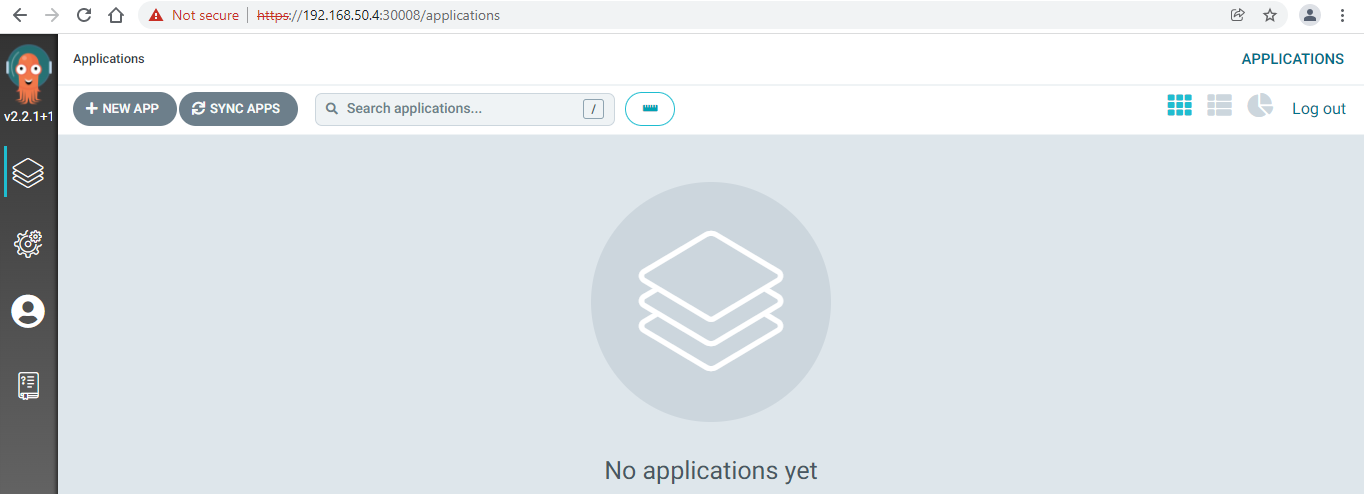 Not secure https://192.168.50.4:30008/applications
Applications
APPLICATIONS
NEW APP
SYNC APPS
Search applications...
/
Log out
v2.2.1+1
No applications yet